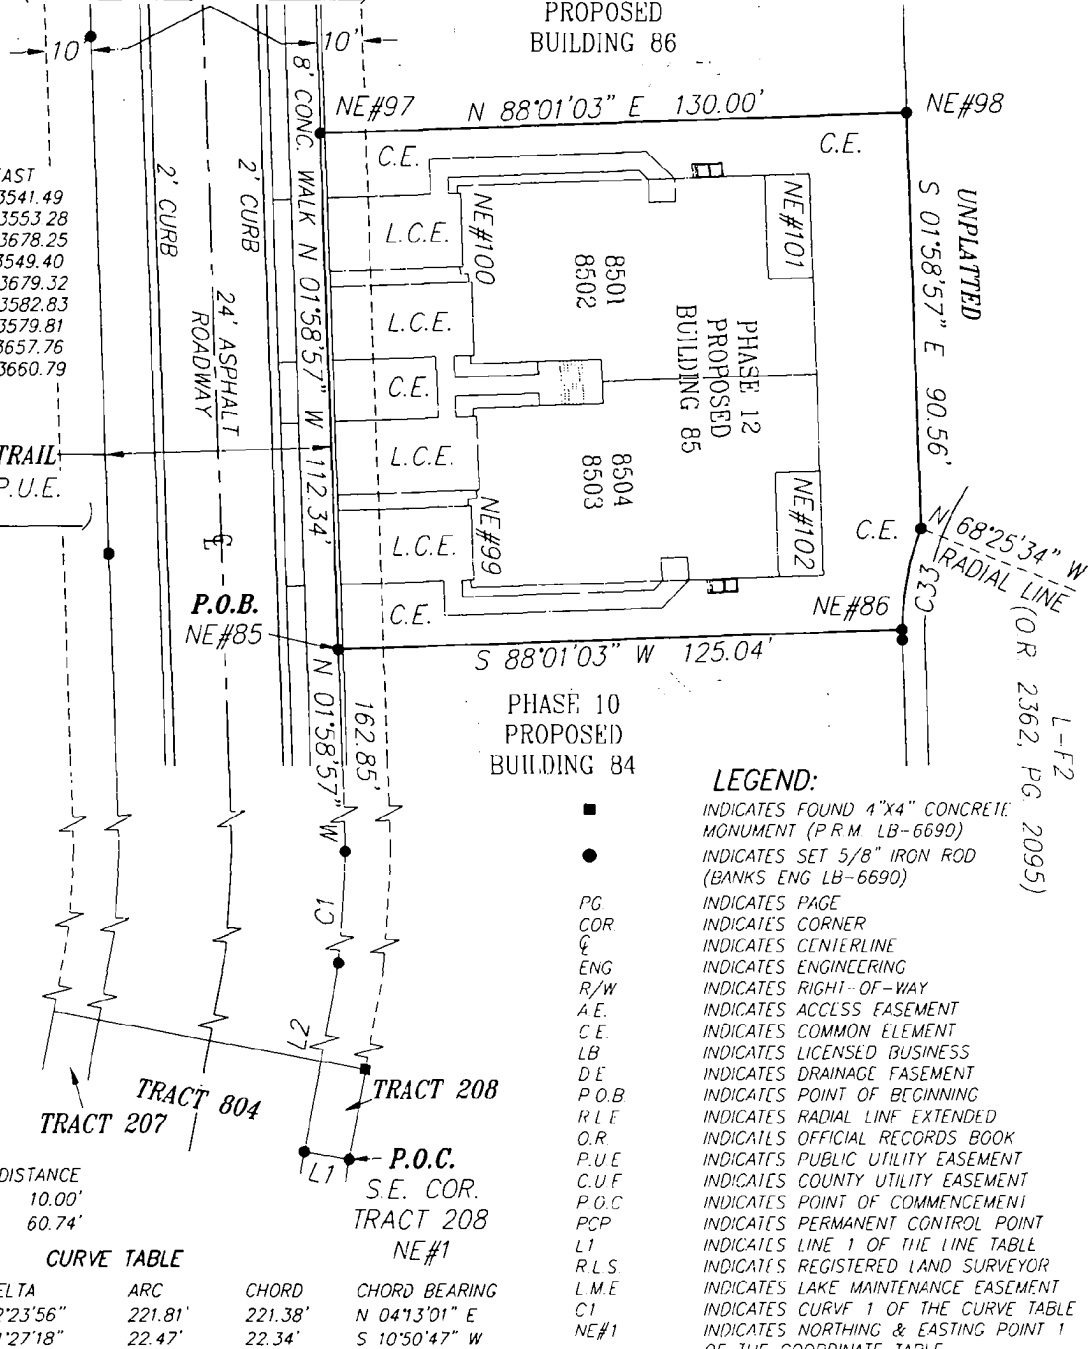 PROPOSED
BUILDING 86
10'
10'
8' CONC. WALK
NE#97
N 88°01'03" E 130.00'
NE#98
C.E.
C.E.
AST
3541.49
3553.28
3678.25
3549.40
3679.32
3582.83
3579.81
3657.76
3660.79
2' CURB
2' CURB
24' ASPHALT
ROADWAY
N 01°58'57" W 112.34'
L.C.E.
NE#100
NE#101
8501
8502
UNPLATTED
S 01°58'57" E 90.56'
L.C.E.
PHASE 12
PROPOSED
BUILDING 85
C.E.
TRAIL
P.U.E.
L.C.E.
8504
8503
NE#99
NE#102
L.C.E.
C.E.
C.E.
N 68°25'34" W
RADIAL LINE
C33
P.O.B.
NE#85
NE#86
S 88°01'03" W 125.04'
L-F2
(O.R. 2362, PG. 2095)
N 01°58'57" W
162.85'
PHASE 10
PROPOSED
BUILDING 84
C1
L2
TRACT 207
TRACT 804
TRACT 208
L1
P.O.C.
S.E. COR.
TRACT 208
NE#1
LEGEND:
INDICATES FOUND 4"X4" CONCRETE
MONUMENT (P.R.M. LB-6690)
INDICATES SET 5/8" IRON ROD
(BANKS ENG LB-6690)
PG. INDICATES PAGE
COR. INDICATES CORNER
℄ INDICATES CENTERLINE
ENG INDICATES ENGINEERING
R/W INDICATES RIGHT-OF-WAY
A.E. INDICATES ACCESS EASEMENT
C.E. INDICATES COMMON ELEMENT
LB INDICATES LICENSED BUSINESS
D.E. INDICATES DRAINAGE EASEMENT
P.O.B. INDICATES POINT OF BEGINNING
R.L.E. INDICATES RADIAL LINE EXTENDED
O.R. INDICATES OFFICIAL RECORDS BOOK
P.U.E. INDICATES PUBLIC UTILITY EASEMENT
C.U.E. INDICATES COUNTY UTILITY EASEMENT
P.O.C. INDICATES POINT OF COMMENCEMENT
PCP INDICATES PERMANENT CONTROL POINT
L1 INDICATES LINE 1 OF THE LINE TABLE
R.L.S. INDICATES REGISTERED LAND SURVEYOR
L.M.E. INDICATES LAKE MAINTENANCE EASEMENT
C1 INDICATES CURVE 1 OF THE CURVE TABLE
NE#1 INDICATES NORTHING & EASTING POINT 1
OF THE COORDINATE TABLE
DISTANCE
10.00'
60.74'
CURVE TABLE
ELTA ARC CHORD CHORD BEARING
2°23'56" 221.81' 221.38' N 04°13'01" E
1°27'18" 22.47' 22.34' S 10°50'47" W